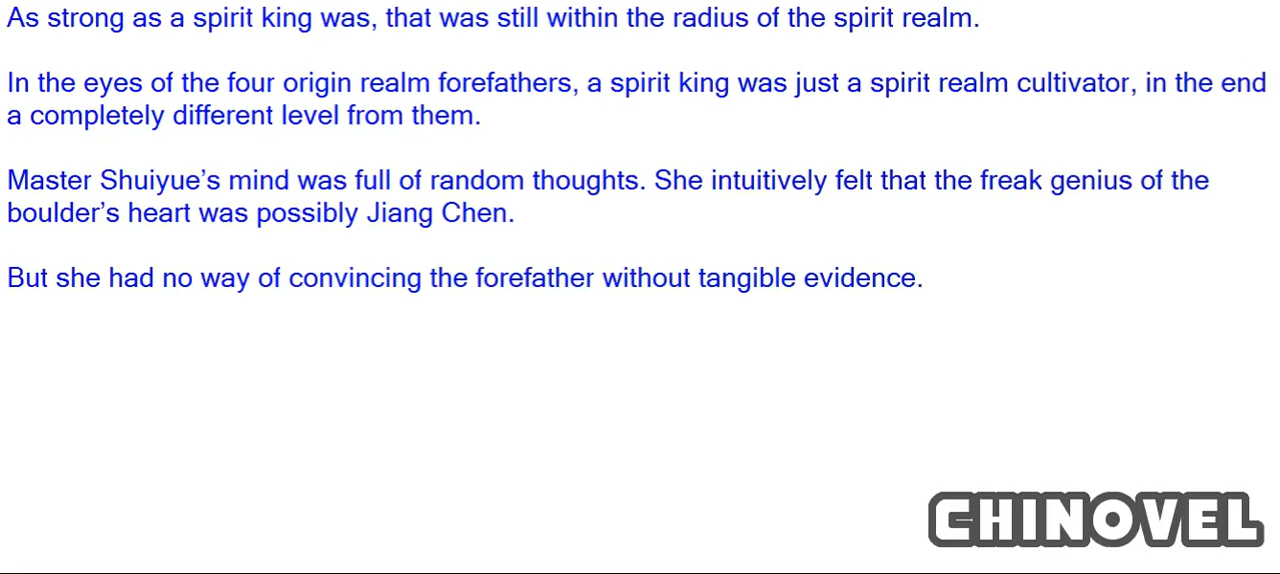 As strong as a spirit king was, that was still within the radius of the spirit realm.
In the eyes of the four origin realm forefathers, a spirit king was just a spirit realm cultivator, in the end
a completely different level from them.
Master Shuiyue’s mind was full of random thoughts. She intuitively felt that the freak genius of the
boulder’s heart was possibly Jiang Chen.
But she had no way of convincing the forefather without tangible evidence.
CHINOVEL